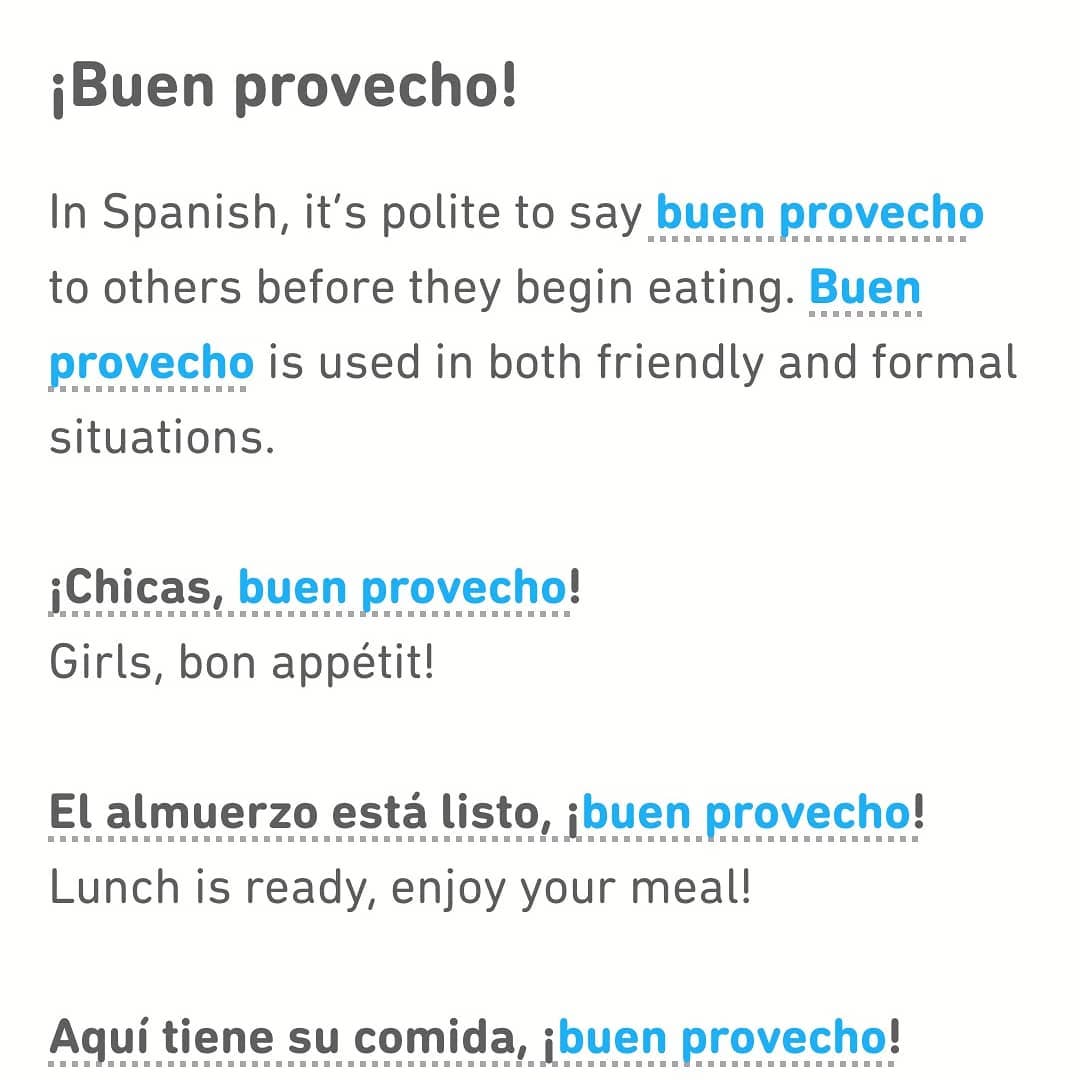 ¡Buen provecho!
In Spanish, it’s polite to say buen provecho
to others before they begin eating. Buen
provecho is used in both friendly and formal
situations.
¡Chicas, buen provecho!
Girls, bon appétit!
El almuerzo está listo, ¡buen provecho!
Lunch is ready, enjoy your meal!
Aquí tiene su comida, ¡buen provecho!